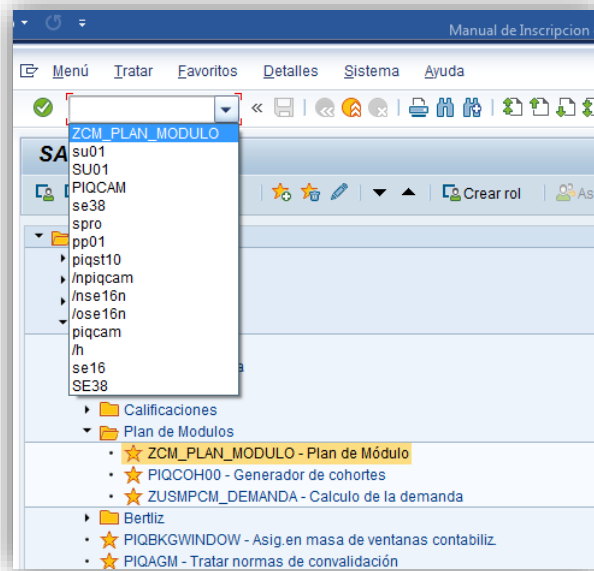 Manual de Inscripcion
Menú Tratar Favoritos Detalles Sistema Ayuda
ZCM_PLAN_MODULO
su01
SU01
PIQCAM
se38
spro
pp01
piqst10
/npiqcam
/nse16n
/ose16n
piqcam
/h
se16
SE38
SA
Crear rol
As
a
Calificaciones
Plan de Modulos
ZCM_PLAN_MODULO - Plan de Módulo
PIQCOH00 - Generador de cohortes
ZUSMPCM_DEMANDA - Calculo de la demanda
Bertliz
PIQBKGWINDOW - Asig.en masa de ventanas contabiliz.
PIQAGM - Tratar normas de convalidación